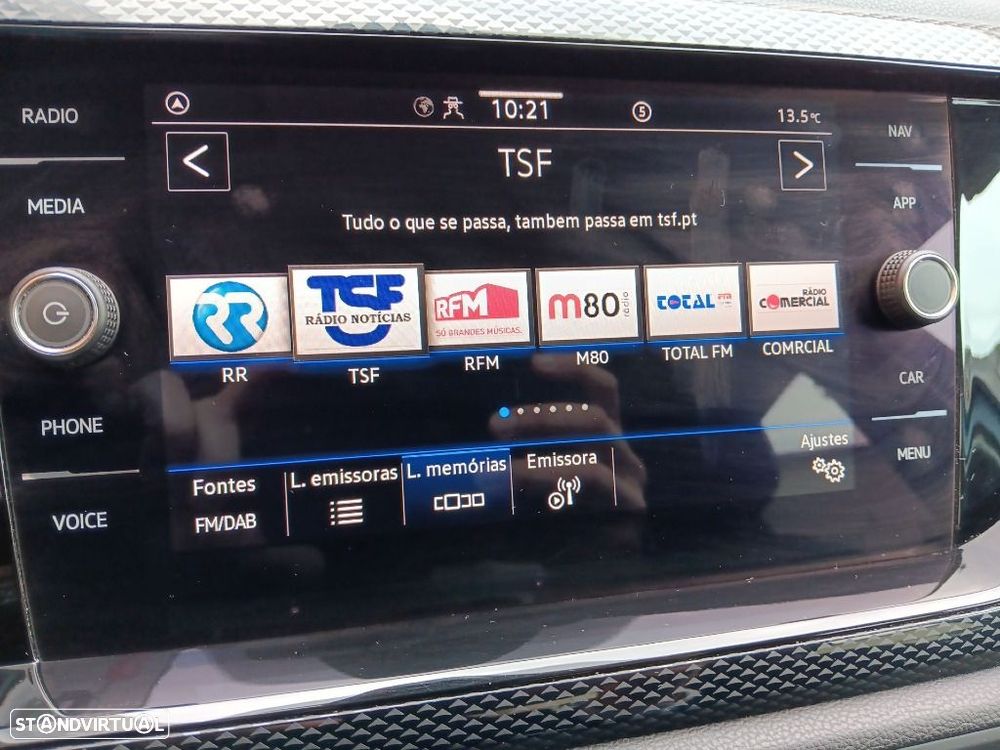 RADIO
MEDIA
PHONE
VOICE
10:21
5
13.5°C
<
TSF
>
Tudo o que se passa, tambem passa em tsf.pt
RR
TSF
RÁDIO NOTÍCIAS
RFM
SÓ GRANDES MÚSICAS.
m80
rádio
TOTAL
RÁDIO
COMERCIAL
RR
TSF
RFM
M80
TOTAL FM
COMRCIAL
Fontes
FM/DAB
L. emissoras
L. memórias
Emissora
Ajustes
NAV
APP
CAR
MENU
STANDVIRTUAL